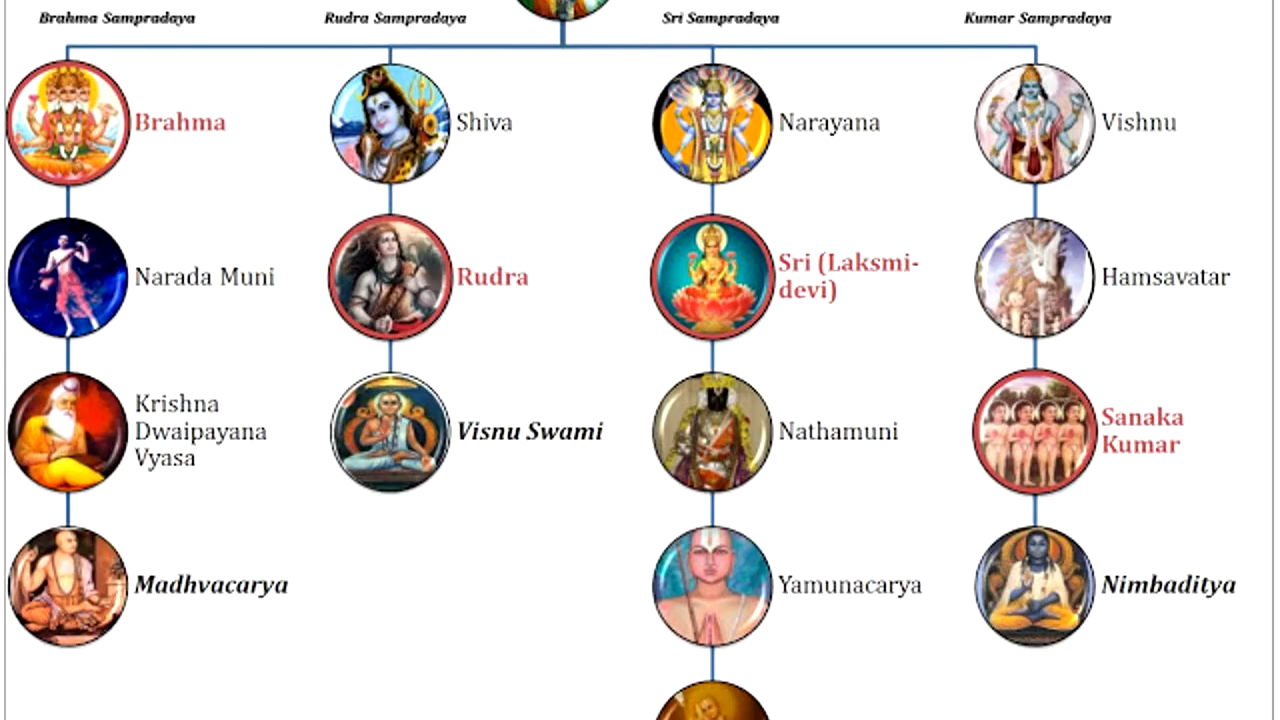 Brahma Sampradaya
Rudra Sampradaya
Sri Sampradaya
Kumar Sampradaya
Brahma
Shiva
Narayana
Vishnu
Narada Muni
Rudra
Sri (Laksmi-
devi)
Hamsavatar
Krishna
Dwaipayana
Vyasa
Visnu Swami
Nathamuni
Sanaka
Kumar
Madhvacarya
Yamunacarya
Nimbaditya